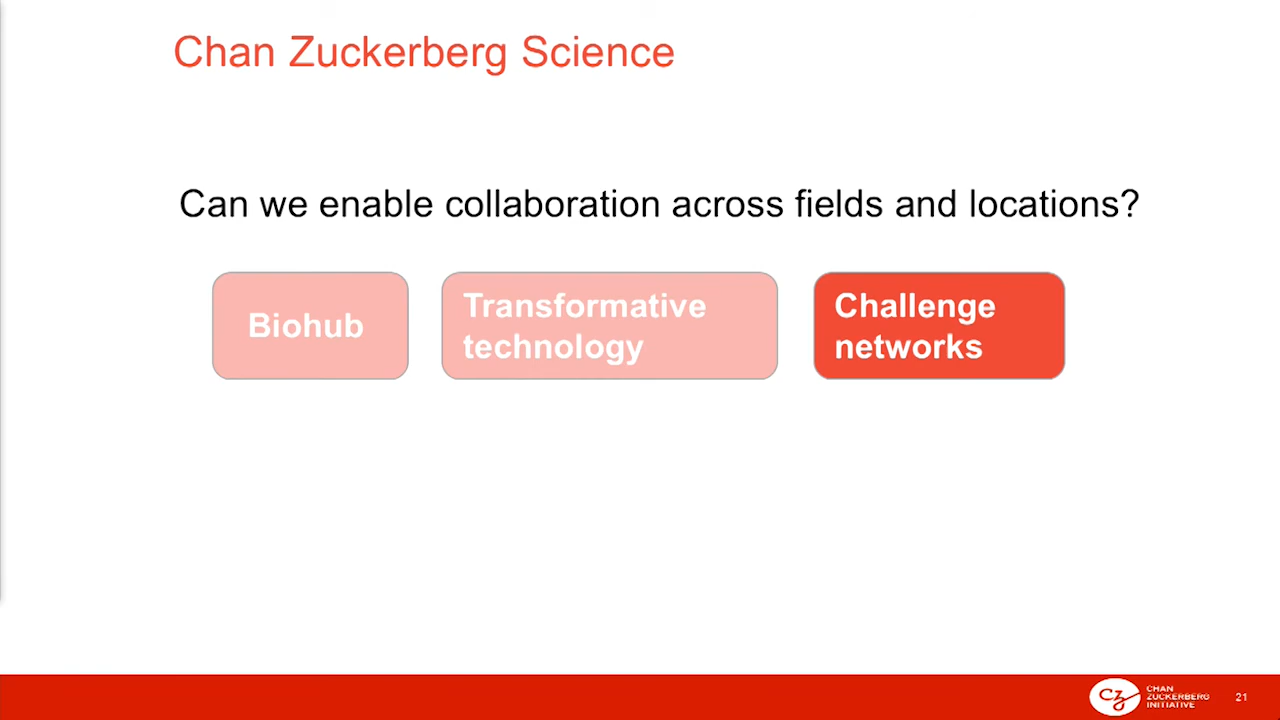 Chan Zuckerberg Science
Can we enable collaboration across fields and locations?
Biohub
Transformative
technology
Challenge
networks
CZ
CHAN
ZUCKERBERG
INITIATIVE
21